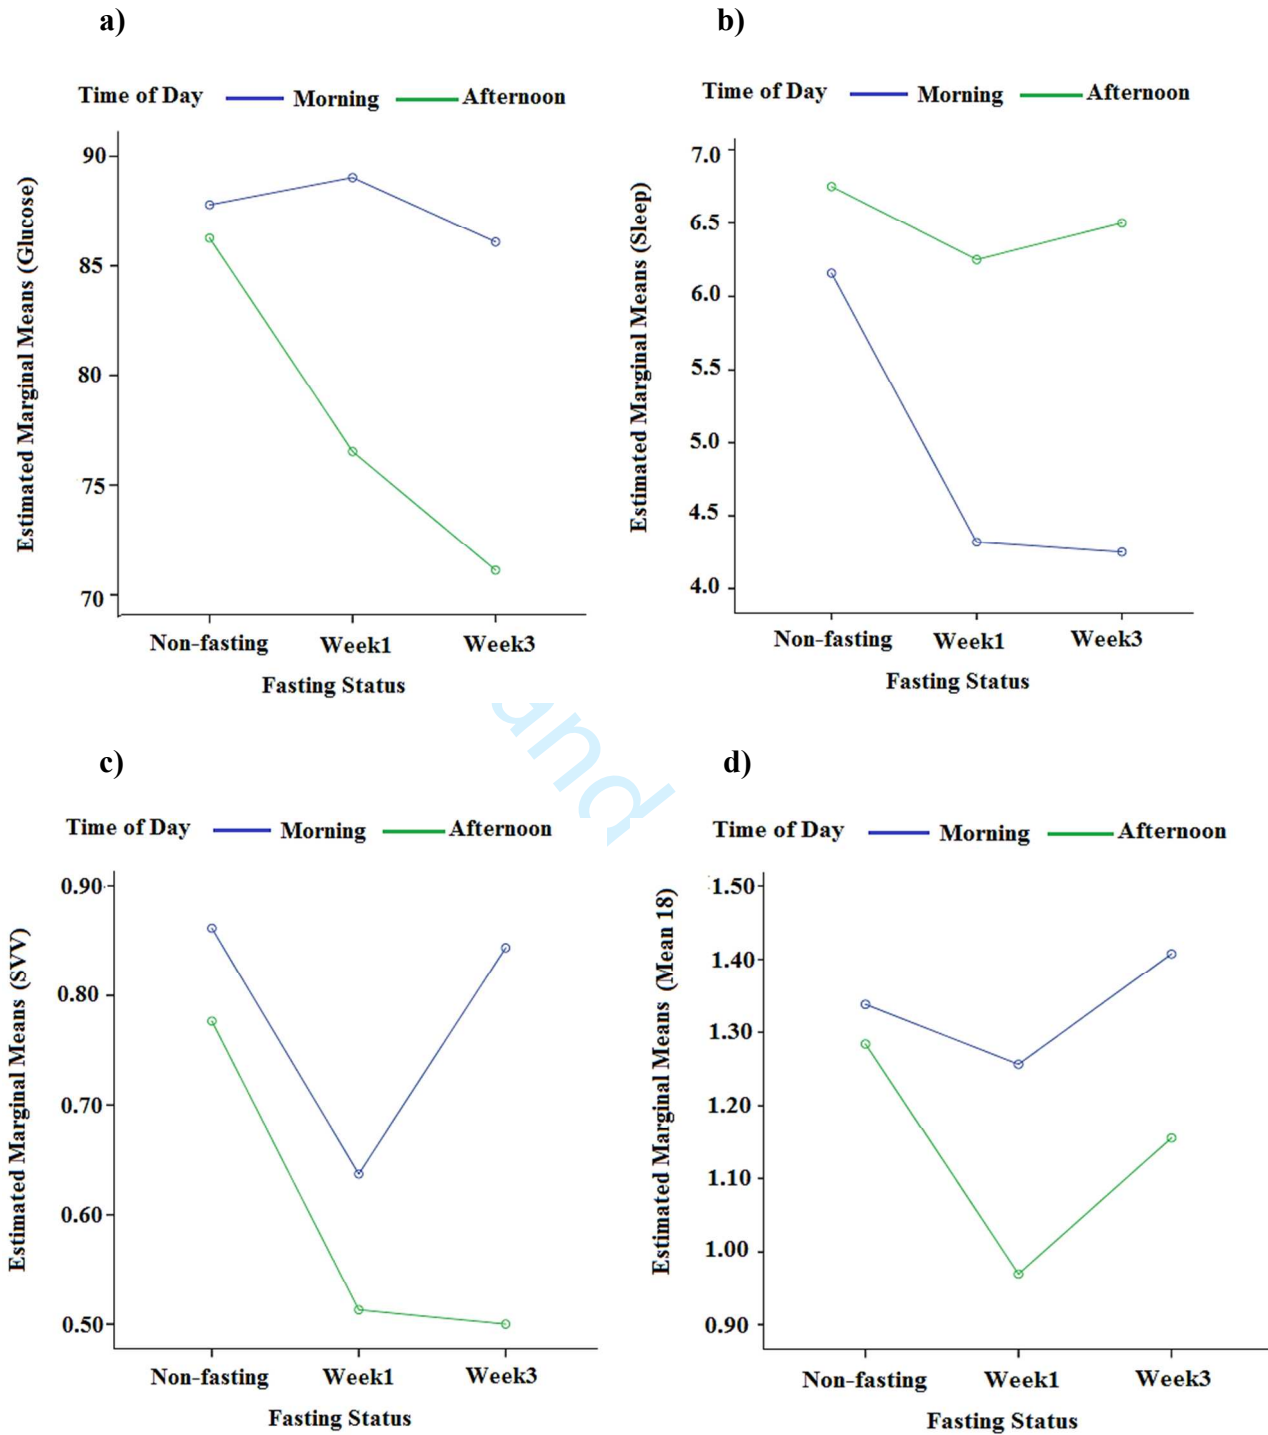 a)
Time of Day Morning Afternoon
Estimated Marginal Means (Glucose)
90
85
80
75
70
Non-fasting Week1 Week3
Fasting Status
b)
Time of Day Morning Afternoon
Estimated Marginal Means (Sleep)
7.0
6.5
6.0
5.5
5.0
4.5
4.0
Non-fasting Week1 Week3
Fasting Status
and
c)
Time of Day Morning Afternoon
Estimated Marginal Means (SVV)
0.90
0.80
0.70
0.60
0.50
Non-fasting Week1 Week3
Fasting Status
d)
Time of Day Morning Afternoon
Estimated Marginal Means (Mean 18)
1.50
1.40
1.30
1.20
1.10
1.00
0.90
Non-fasting Week1 Week3
Fasting Status